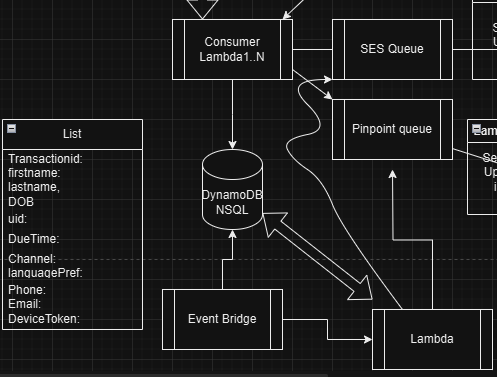 Consumer
Lambda1..N
SES Queue
Pinpoint queue
List
Transactionid:
firstname:
lastname,
DOB
uid:
DueTime:
Channel:
languagePref:
Phone:
Email:
DeviceToken:
DynamoDB
NSQL
Event Bridge
Lambda